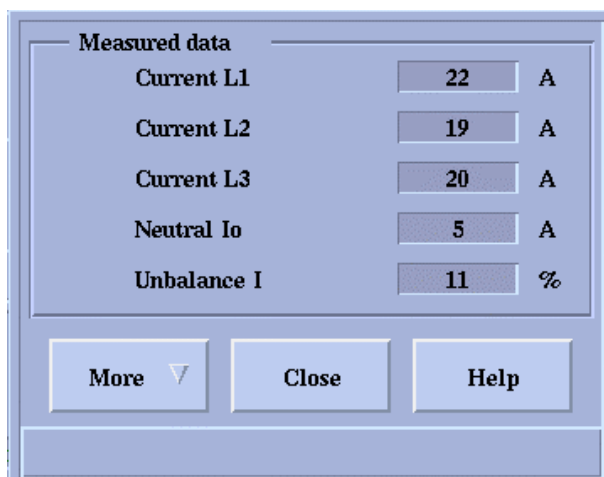 Measured data
Current L1 22 A
Current L2 19 A
Current L3 20 A
Neutral Io 5 A
Unbalance I 11 %
More Close Help